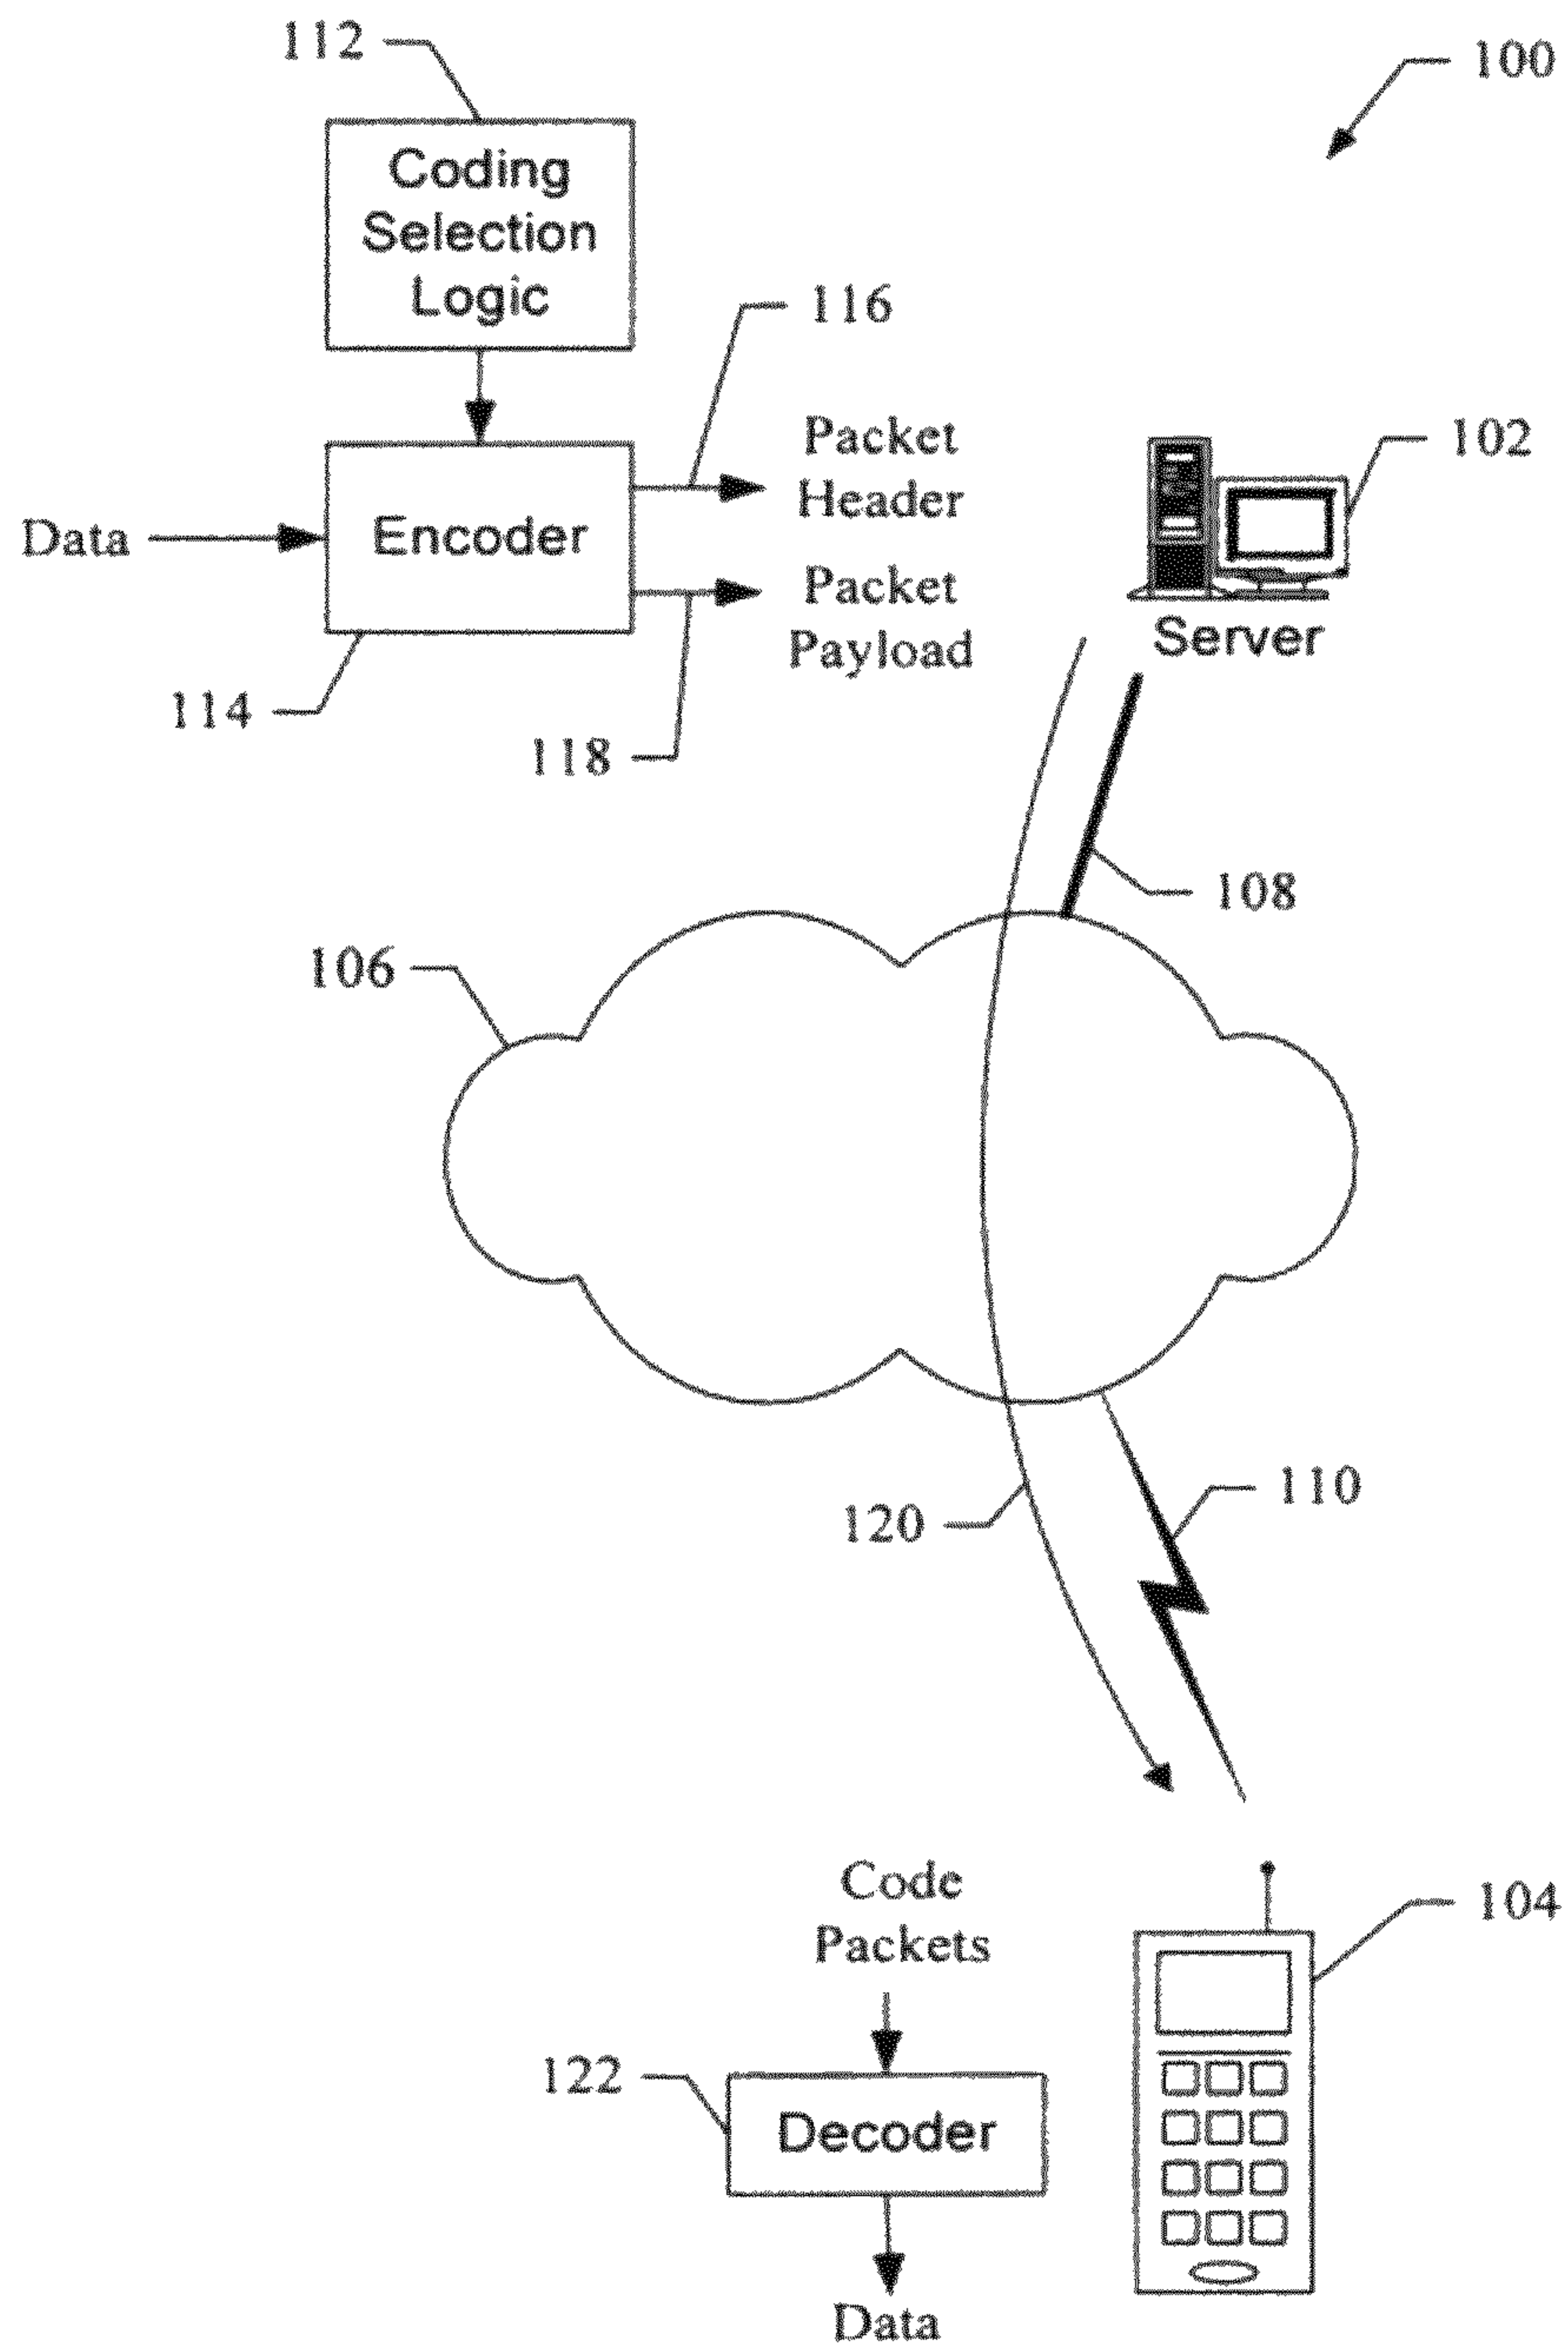 112
100
Coding
Selection
Logic
116
Packet
Header
102
Data
Encoder
Packet
Payload
Server
114
118
108
106
110
120
Code
Packets
104
122
Decoder
Data